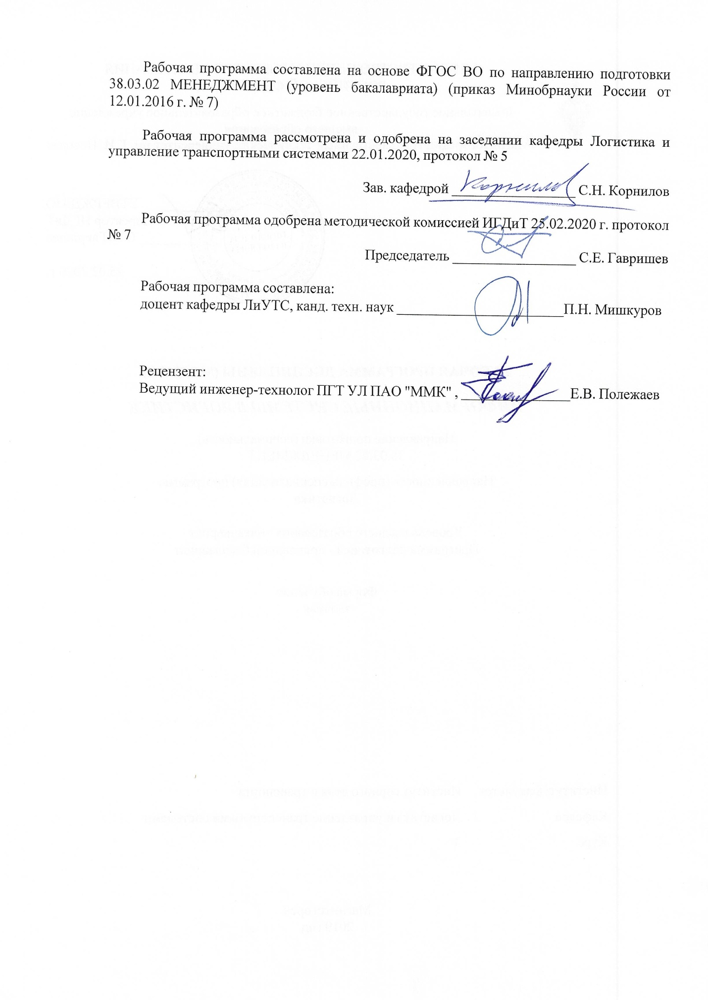 Рабочая программа составлена на основе ФГОС ВО по направлению подготовки
38.03.02 МЕНЕДЖМЕНТ (уровень бакалавриата) (приказ Минобрнауки России от
12.01.2016 г. № 7)
Рабочая программа рассмотрена и одобрена на заседании кафедры Логистика и
управление транспортными системами 22.01.2020, протокол № 5
Зав. кафедрой __________________ С.Н. Корнилов
Рабочая программа одобрена методической комиссией ИГДиТ 25.02.2020 г. протокол
№ 7
Председатель __________________ С.Е. Гавришев
Рабочая программа составлена:
доцент кафедры ЛиУТС, канд. техн. наук ________________________П.Н. Мишкуров
Рецензент:
Ведущий инженер-технолог ПГТ УЛ ПАО "ММК" , ________________Е.В. Полежаев